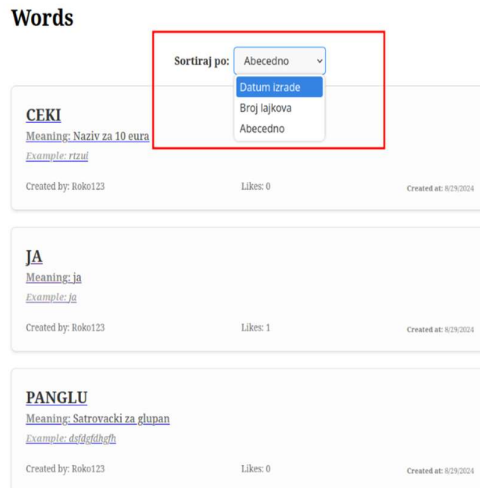 Words
Sortiraj po: Abecedno
Datum izrade
Broj lajkova
Abecedno
CEKI
Meaning: Naziv za 10 eura
Example: rtzui
Created by: Roko123 Likes: 0 Created at: 8/29/2024
JA
Meaning: ja
Example: ja
Created by: Roko123 Likes: 1 Created at: 8/29/2024
PANGLU
Meaning: Satrovacki za glupan
Example: dsfdgfdhgfh
Created by: Roko123 Likes: 0 Created at: 8/29/2024